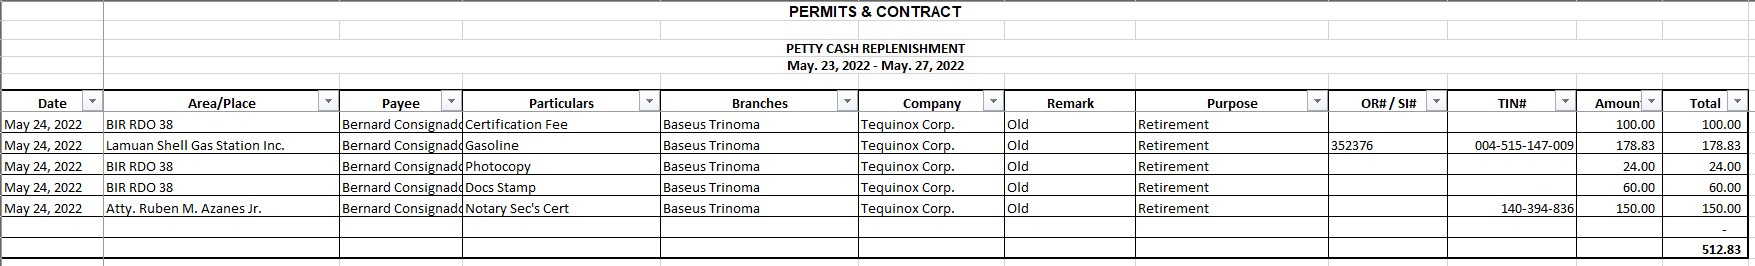 PERMITS & CONTRACT
PETTY CASH REPLENISHMENT
May. 23, 2022 - May. 27, 2022
Date Area/Place Payee Particulars Branches Company Remark Purpose OR# / SI# TIN# Amoun Total
May 24, 2022 BIR RDO 38 Bernard Consignado Certification Fee Baseus Trinoma Tequinox Corp. Old Retirement 100.00 100.00
May 24, 2022 Lamuan Shell Gas Station Inc. Bernard Consignado Gasoline Baseus Trinoma Tequinox Corp. Old Retirement 352376 004-515-147-009 178.83 178.83
May 24, 2022 BIR RDO 38 Bernard Consignado Photocopy Baseus Trinoma Tequinox Corp. Old Retirement 24.00 24.00
May 24, 2022 BIR RDO 38 Bernard Consignado Docs Stamp Baseus Trinoma Tequinox Corp. Old Retirement 60.00 60.00
May 24, 2022 Atty. Ruben M. Azanes Jr. Bernard Consignado Notary Sec's Cert Baseus Trinoma Tequinox Corp. Old Retirement 140-394-836 150.00 150.00
-
512.83